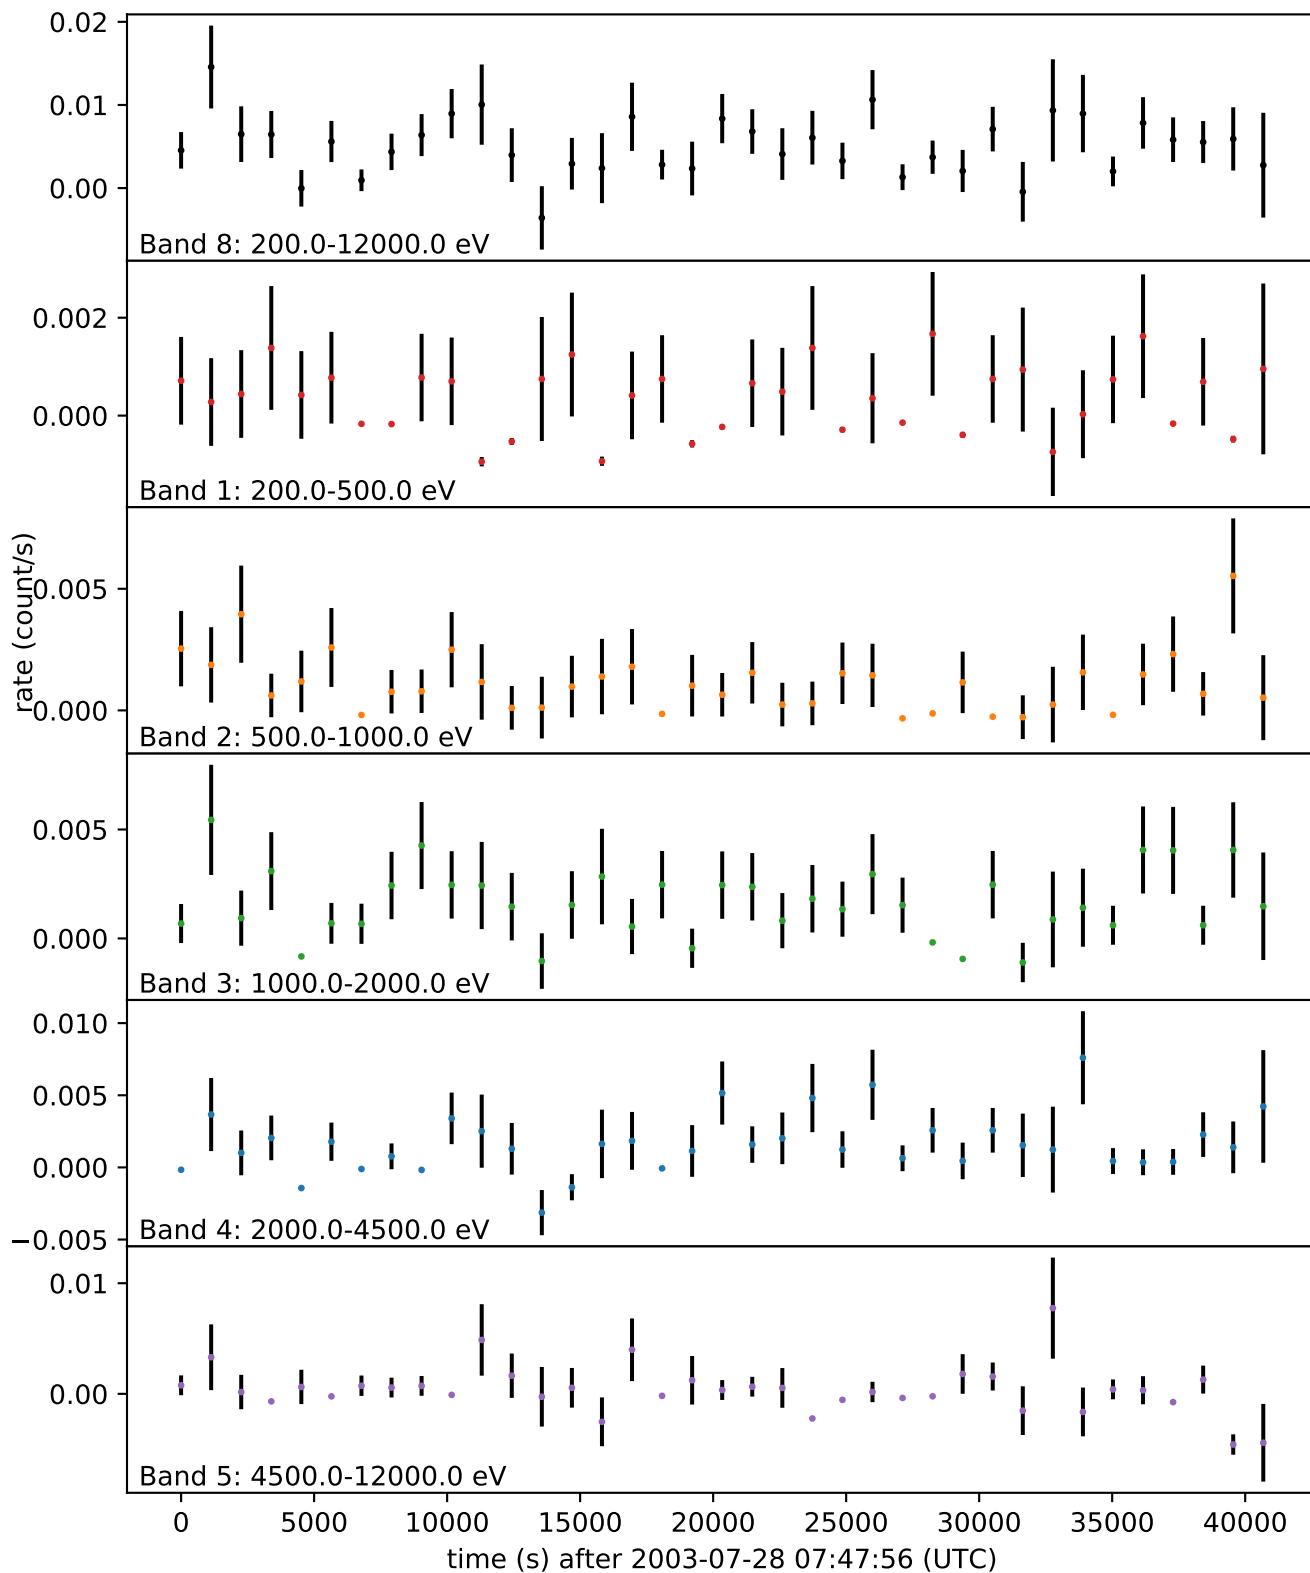 0.02
0.01
0.00
Band 8: 200.0-12000.0 eV
0.002
0.000
Band 1: 200.0-500.0 eV
rate (count/s)
0.005
0.000
Band 2: 500.0-1000.0 eV
0.005
0.000
Band 3: 1000.0-2000.0 eV
0.010
0.005
0.000
−0.005
Band 4: 2000.0-4500.0 eV
0.01
0.00
Band 5: 4500.0-12000.0 eV
0 5000 10000 15000 20000 25000 30000 35000 40000
time (s) after 2003-07-28 07:47:56 (UTC)